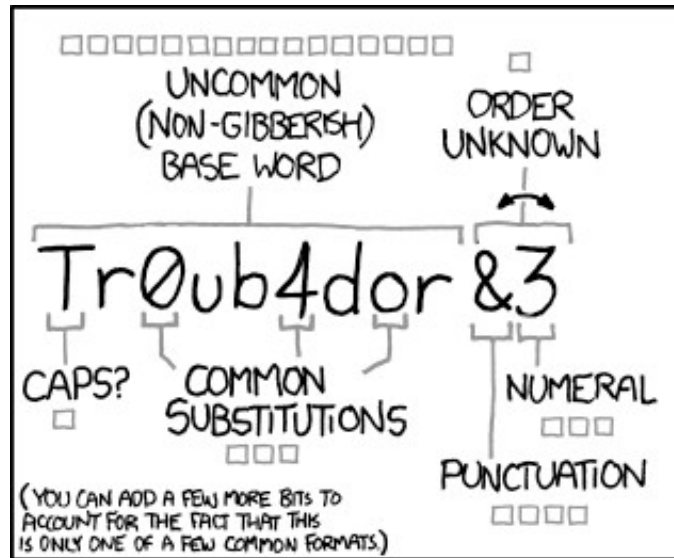 UNCOMMON
(NON-GIBBERISH)
BASE WORD
ORDER
UNKNOWN
Tr0ub4dor &3
CAPS?
COMMON
SUBSTITUTIONS
NUMERAL
PUNCTUATION
(YOU CAN ADD A FEW MORE BITS TO
ACCOUNT FOR THE FACT THAT THIS
IS ONLY ONE OF A FEW COMMON FORMATS.)